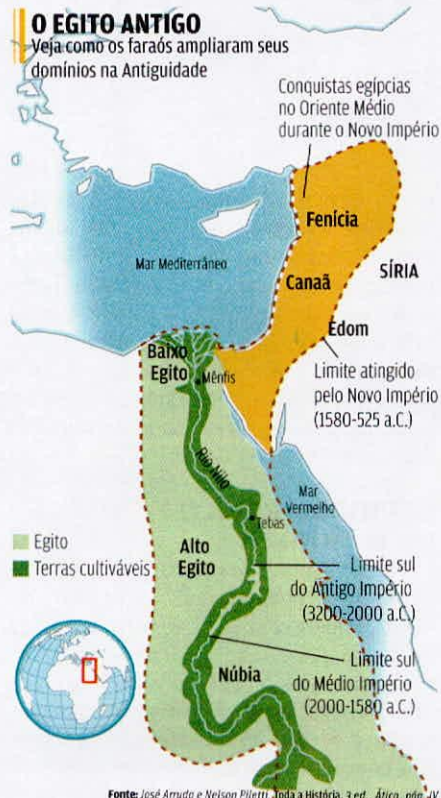 O EGITO ANTIGO
Veja como os faraós ampliaram seus
domínios na Antiguidade
Conquistas egípcias
no Oriente Médio
durante o Novo Império
Fenícia
Mar Mediterrâneo
Canaã
SÍRIA
Edom
Baixo
Egito
Mênfis
Limite atingido
pelo Novo Império
(1580-525 a.C.)
Rio Nilo
Mar
Vermelho
Tebas
Egito
Terras cultiváveis
Alto
Egito
Limite sul
do Antigo Império
(3200-2000 a.C.)
Núbia
Limite sul
do Médio Império
(2000-1580 a.C.)
Fonte: José Arruda e Nelson Piletti, Toda a História, 3 ed., Ática, pág. IV